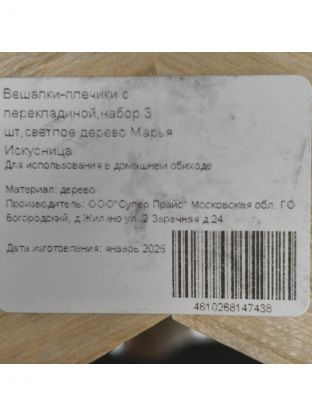 Вешалки-плечики с
перекладиной,набор 3
шт,светлое дерево Марья
Искусница
Для использования в домашнем обиходе
Материал: дерево
Производитель: ООО"Супер Прайс" Московская обл. ГО
Богородский, д.Жилино ул. 2 Заречная д.24
Дата изготовления: январь 2026
4610268147438